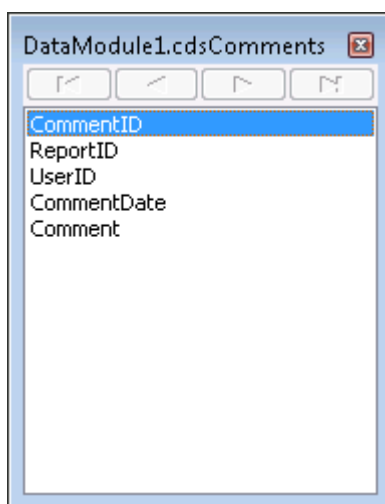 DataModule1.cdsComments
CommentID
ReportID
UserID
CommentDate
Comment